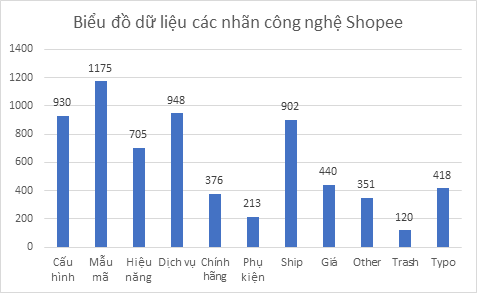 Biểu đồ dữ liệu các nhãn công nghệ Shopee
1400
1200
1000
800
600
400
200
0
930
1175
705
948
376
213
902
440
351
120
418
Cấu
hình
Mẫu
mã
Hiệu
năng
Dịch vụ
Chính
hãng
Phụ
kiện
Ship
Giá
Other
Trash
Typo